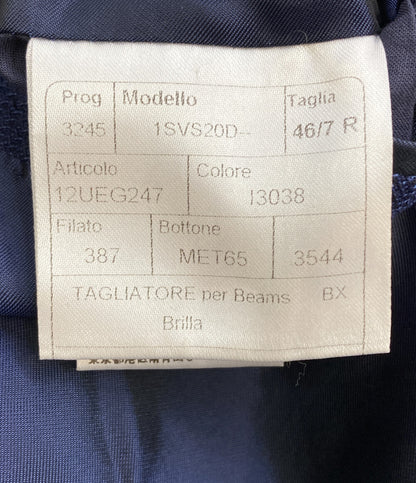 Prog Modello Taglia
3245 1SVS20D-- 46/7 R
Articolo Colore
12UEG247 I3038
Filato Bottone
387 MET65 3544
TAGLIATORE per Beams BX
Brilla